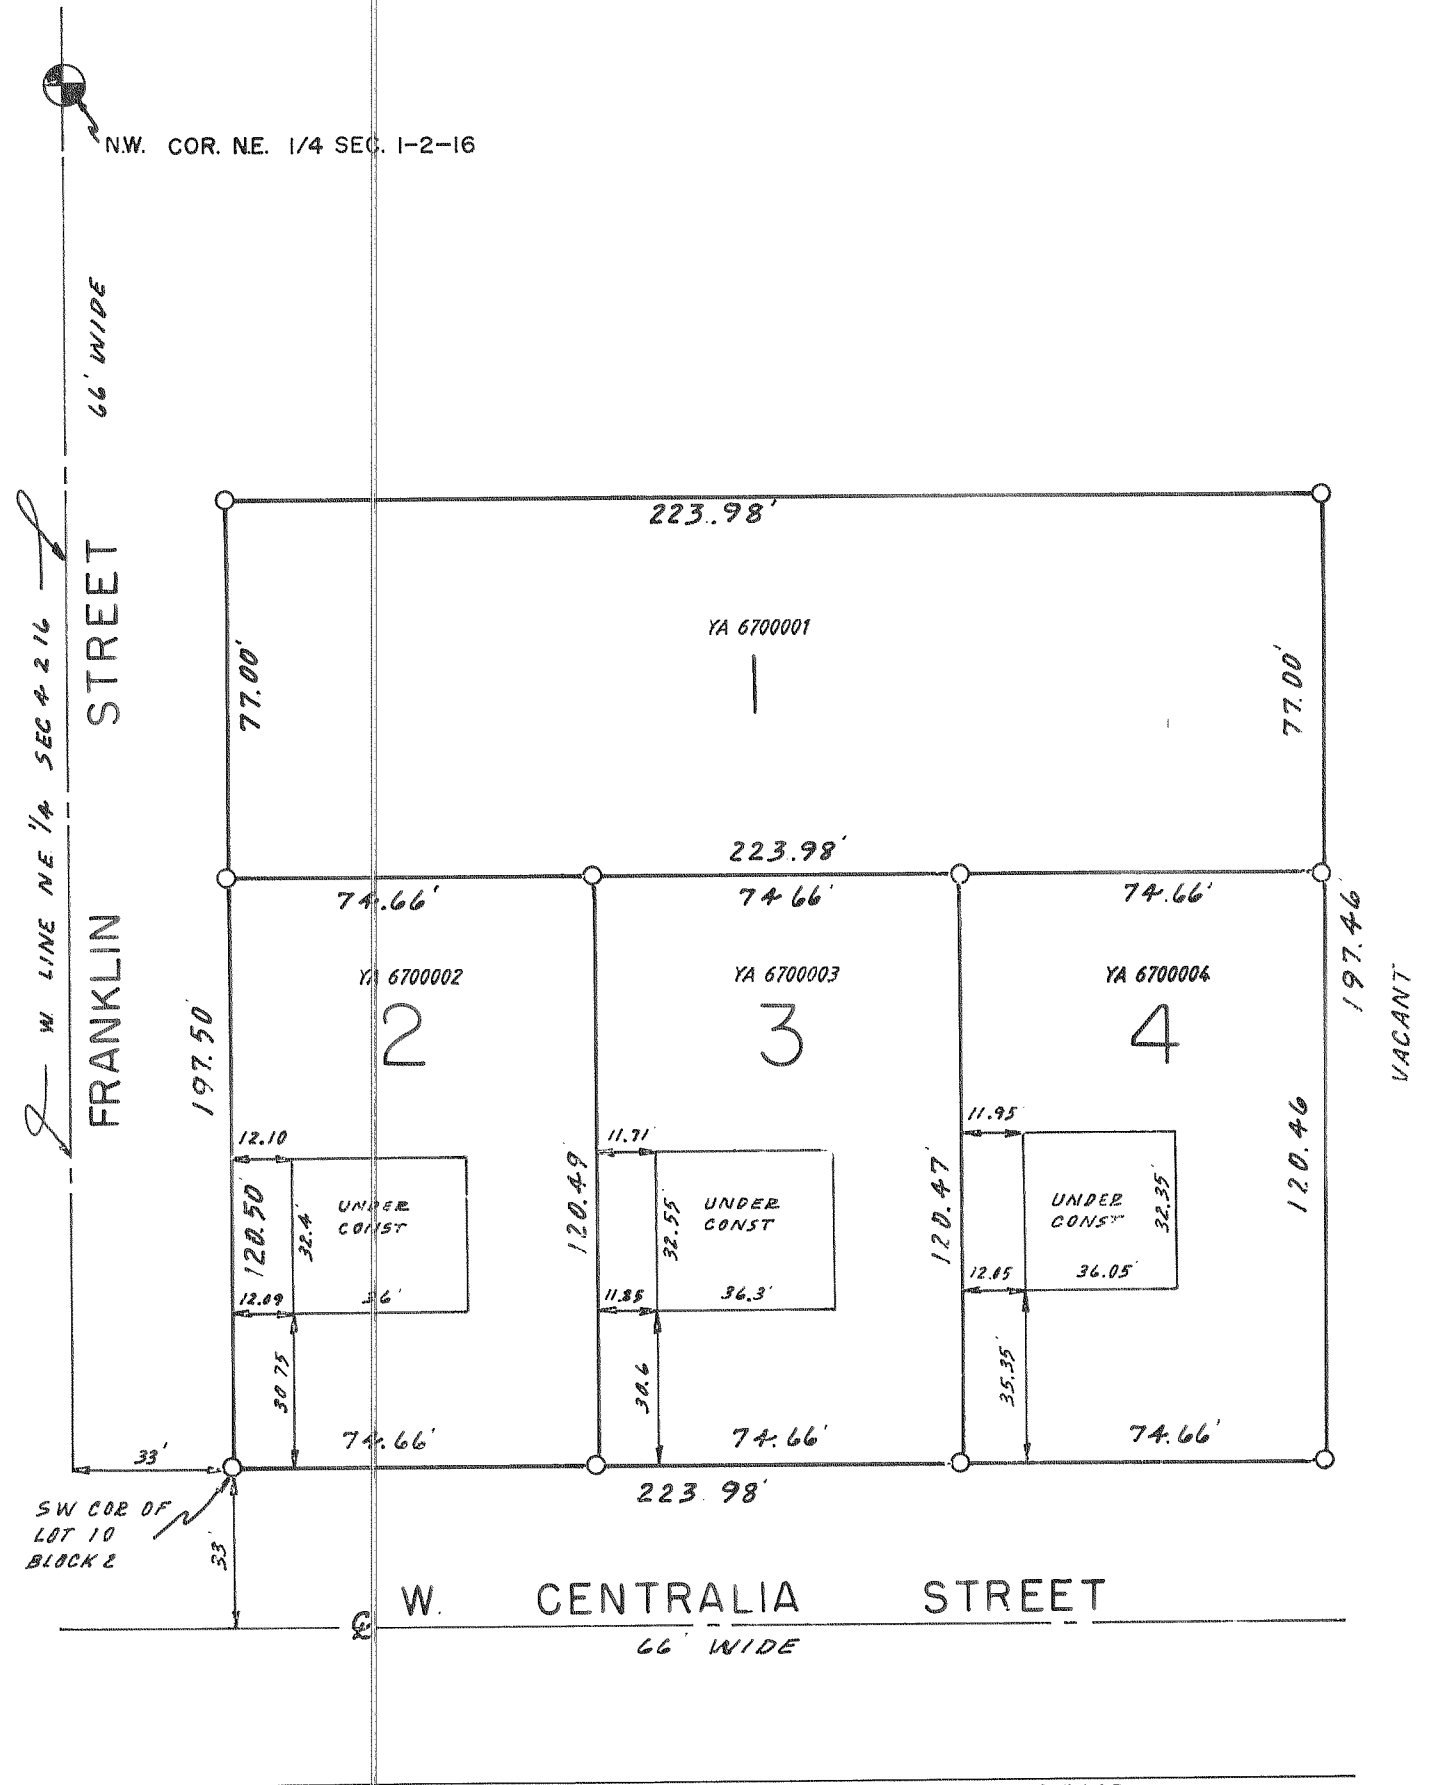 N.W. COR. N.E. 1/4 SEC. 1-2-16
66' WIDE
STREET
FRANKLIN
W. LINE NE 1/4 SEC 4 2 16
223.98'
77.00'
YA 6700001
1
77.00'
223.98'
74.66'
74 66'
74.66'
197.50'
197.46'
VACANT
YA 6700002
2
YA 6700003
3
YA 6700004
4
12.10
120.50'
32.4'
UNDER
CONST
12.09
36'
30 75
74.66'
11.71'
120.49'
32.55'
UNDER
CONST
11.85
36.3'
30.6
74.66'
11.95'
120.47'
UNDER
CONST
32.35'
36.05'
35.35'
74.66'
120.46
33'
223 98'
SW COR OF
LOT 10
BLOCK 2
33'
W. CENTRALIA STREET
66' WIDE